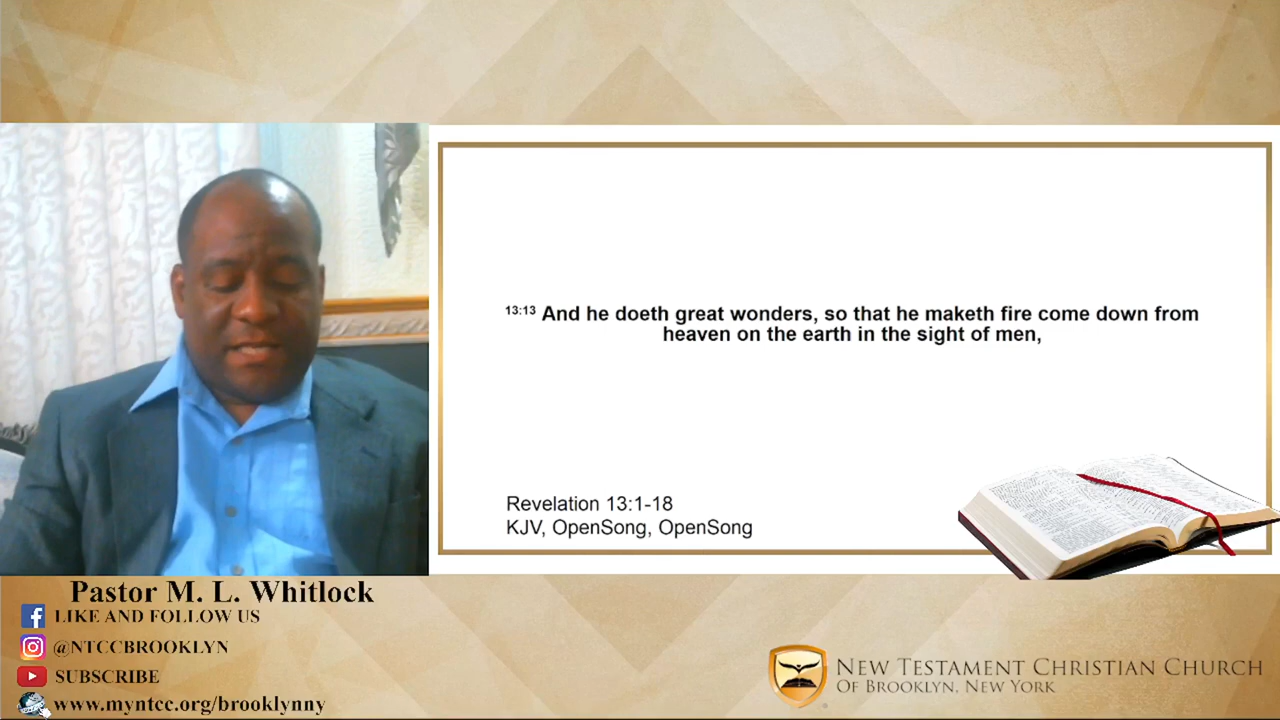 13:13 And he doeth great wonders, so that he maketh fire come down from
heaven on the earth in the sight of men,
Revelation 13:1-18
KJV, OpenSong, OpenSong
Pastor M. L. Whitlock
LIKE AND FOLLOW US
@NTCCBROOKLYN
SUBSCRIBE
www.myntcc.org/brooklynny
NEW TESTAMENT CHRISTIAN CHURCH
OF BROOKLYN, NEW YORK